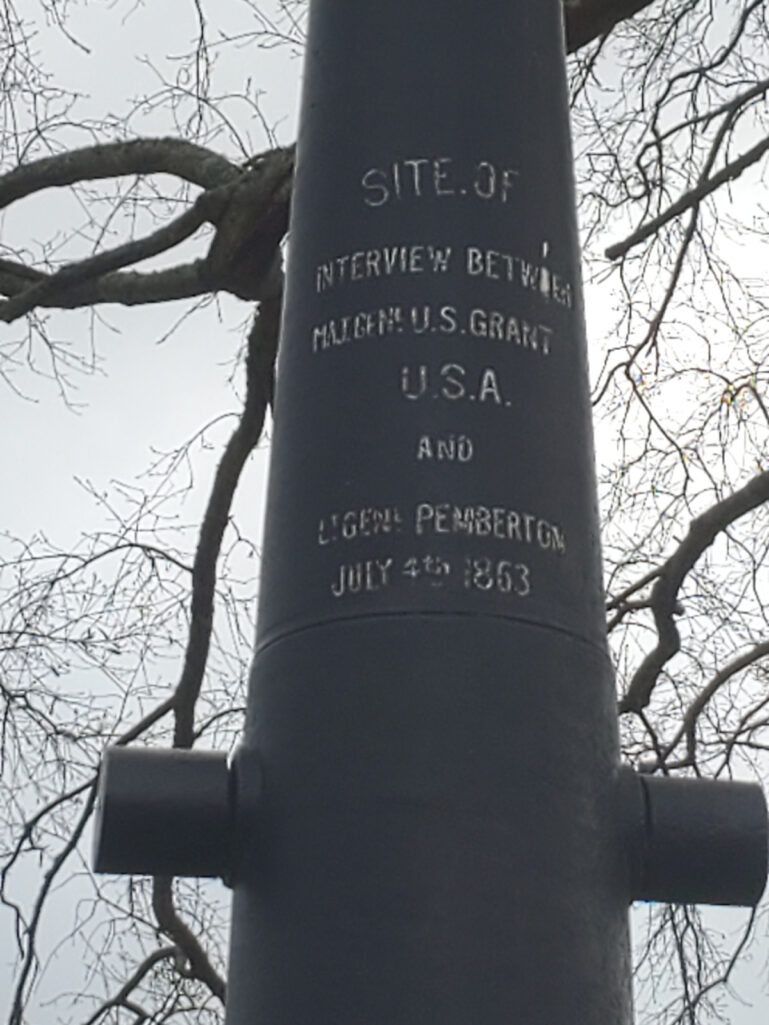 SITE.OF
INTERVIEW BETWEEN
MAJ.GENL U.S.GRANT
U.S.A.
AND
LT GENL PEMBERTON
JULY 4th 1863